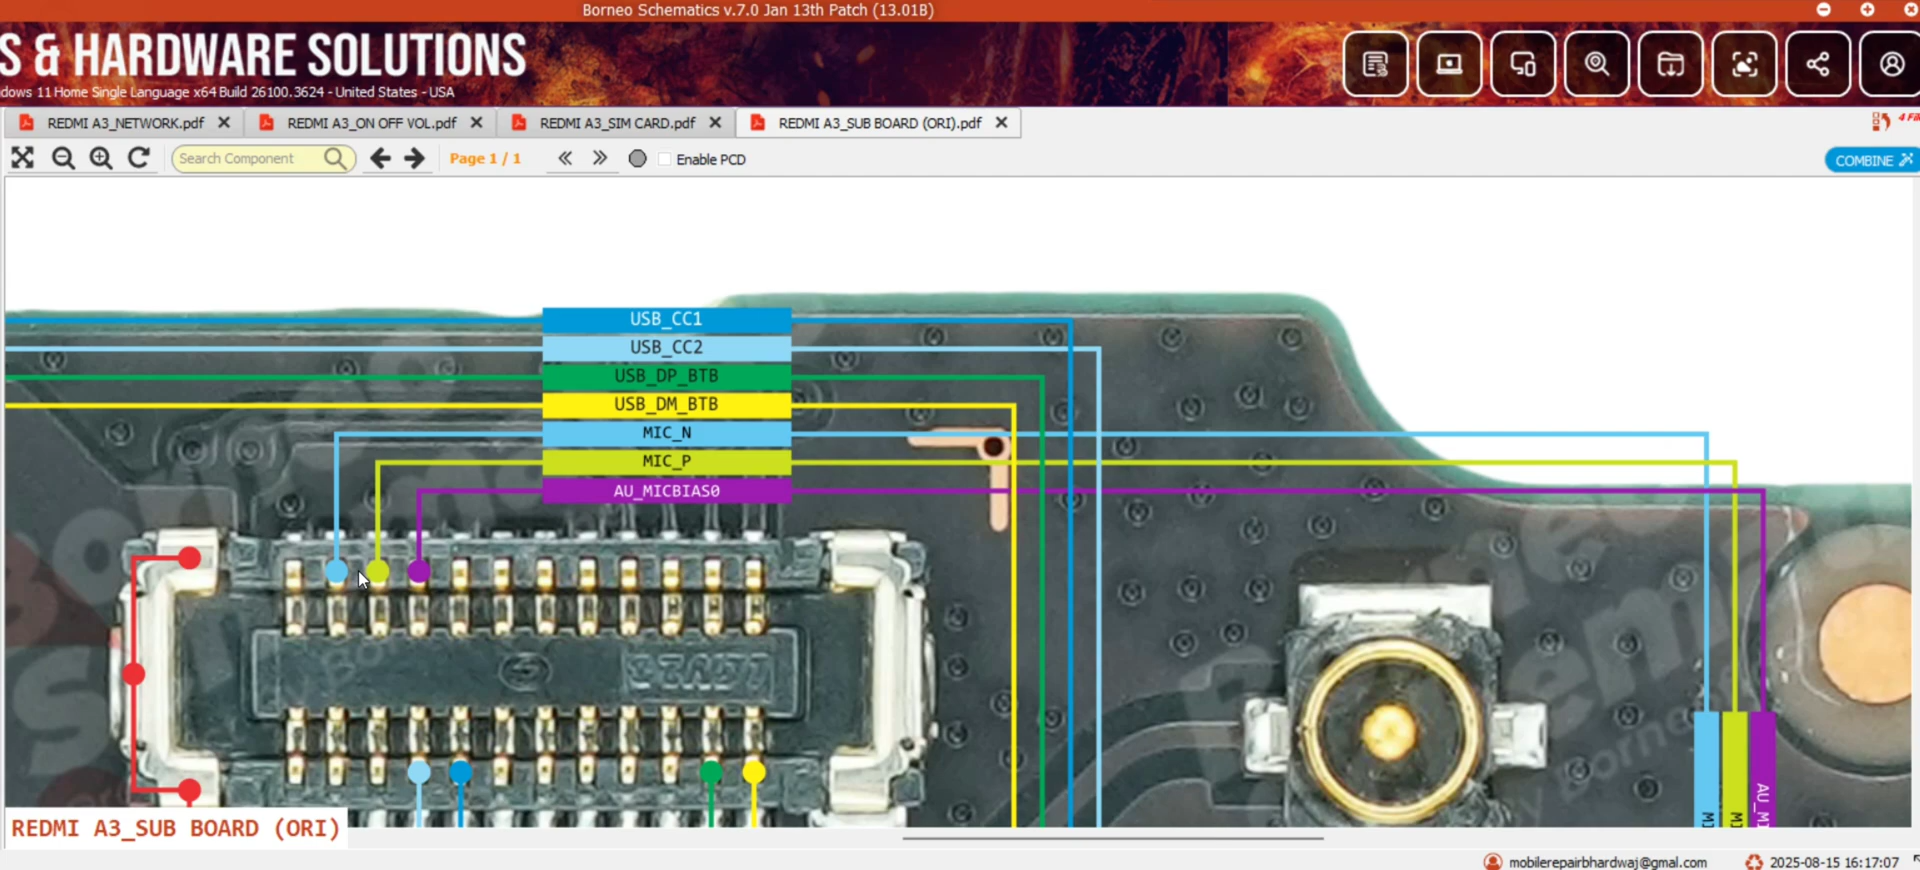 Borneo Schematics v.7.0 Jan 13th Patch (13.01B)
S & HARDWARE SOLUTIONS
dows 11 Home Single Language x64 Build 26100.3624 - United States - USA
REDMI A3_NETWORK.pdf
REDMI A3_ON OFF VOL.pdf
REDMI A3_SIM CARD.pdf
REDMI A3_SUB BOARD (ORI).pdf
Search Component
Page 1 / 1
Enable PCD
COMBINE
USB_CC1
USB_CC2
USB_DP_BTB
USB_DM_BTB
MIC_N
MIC_P
AU_MICBIAS0
AU_MI
REDMI A3_SUB BOARD (ORI)
mobilerepairbhardwaj@gmal.com
2025-08-15 16:17:07